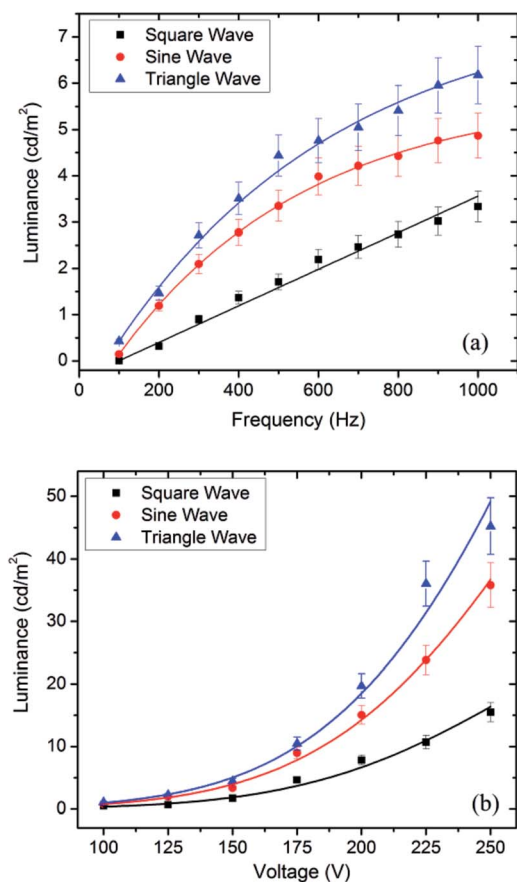 7
6
5
4
3
2
1
0
Luminance (cd/m²)
Square Wave
Sine Wave
Triangle Wave
(a)
0 200 400 600 800 1000
Frequency (Hz)
50
40
30
20
10
0
Luminance (cd/m²)
Square Wave
Sine Wave
Triangle Wave
(b)
100 125 150 175 200 225 250
Voltage (V)